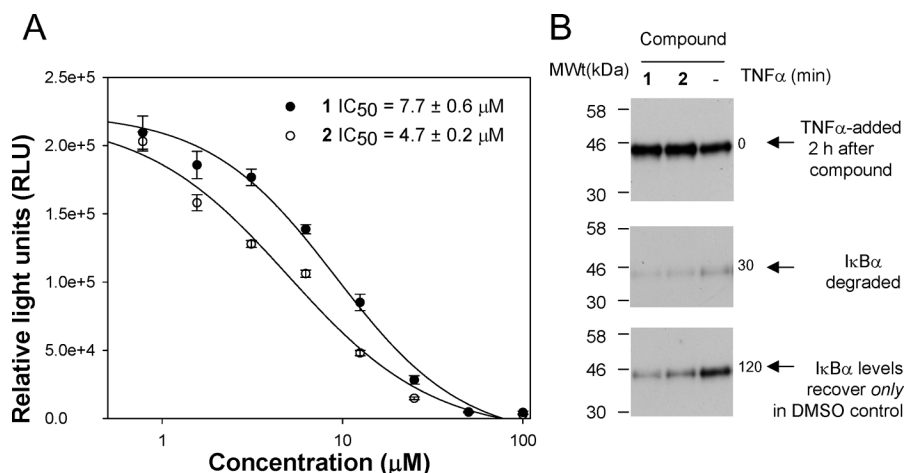 A
2.5e+5
2.0e+5
1.5e+5
1.0e+5
5.0e+4
0.0
Relative light units (RLU)
1 IC50 = 7.7 ± 0.6 μM
2 IC50 = 4.7 ± 0.2 μM
1
10
100
Concentration (μM)
B
Compound
MWt(kDa)
1
2
-
TNFα (min)
58
46
30
0
TNFα-added
2 h after
compound
58
46
30
30
IκBα
degraded
58
46
30
120
IκBα levels
recover only
in DMSO control